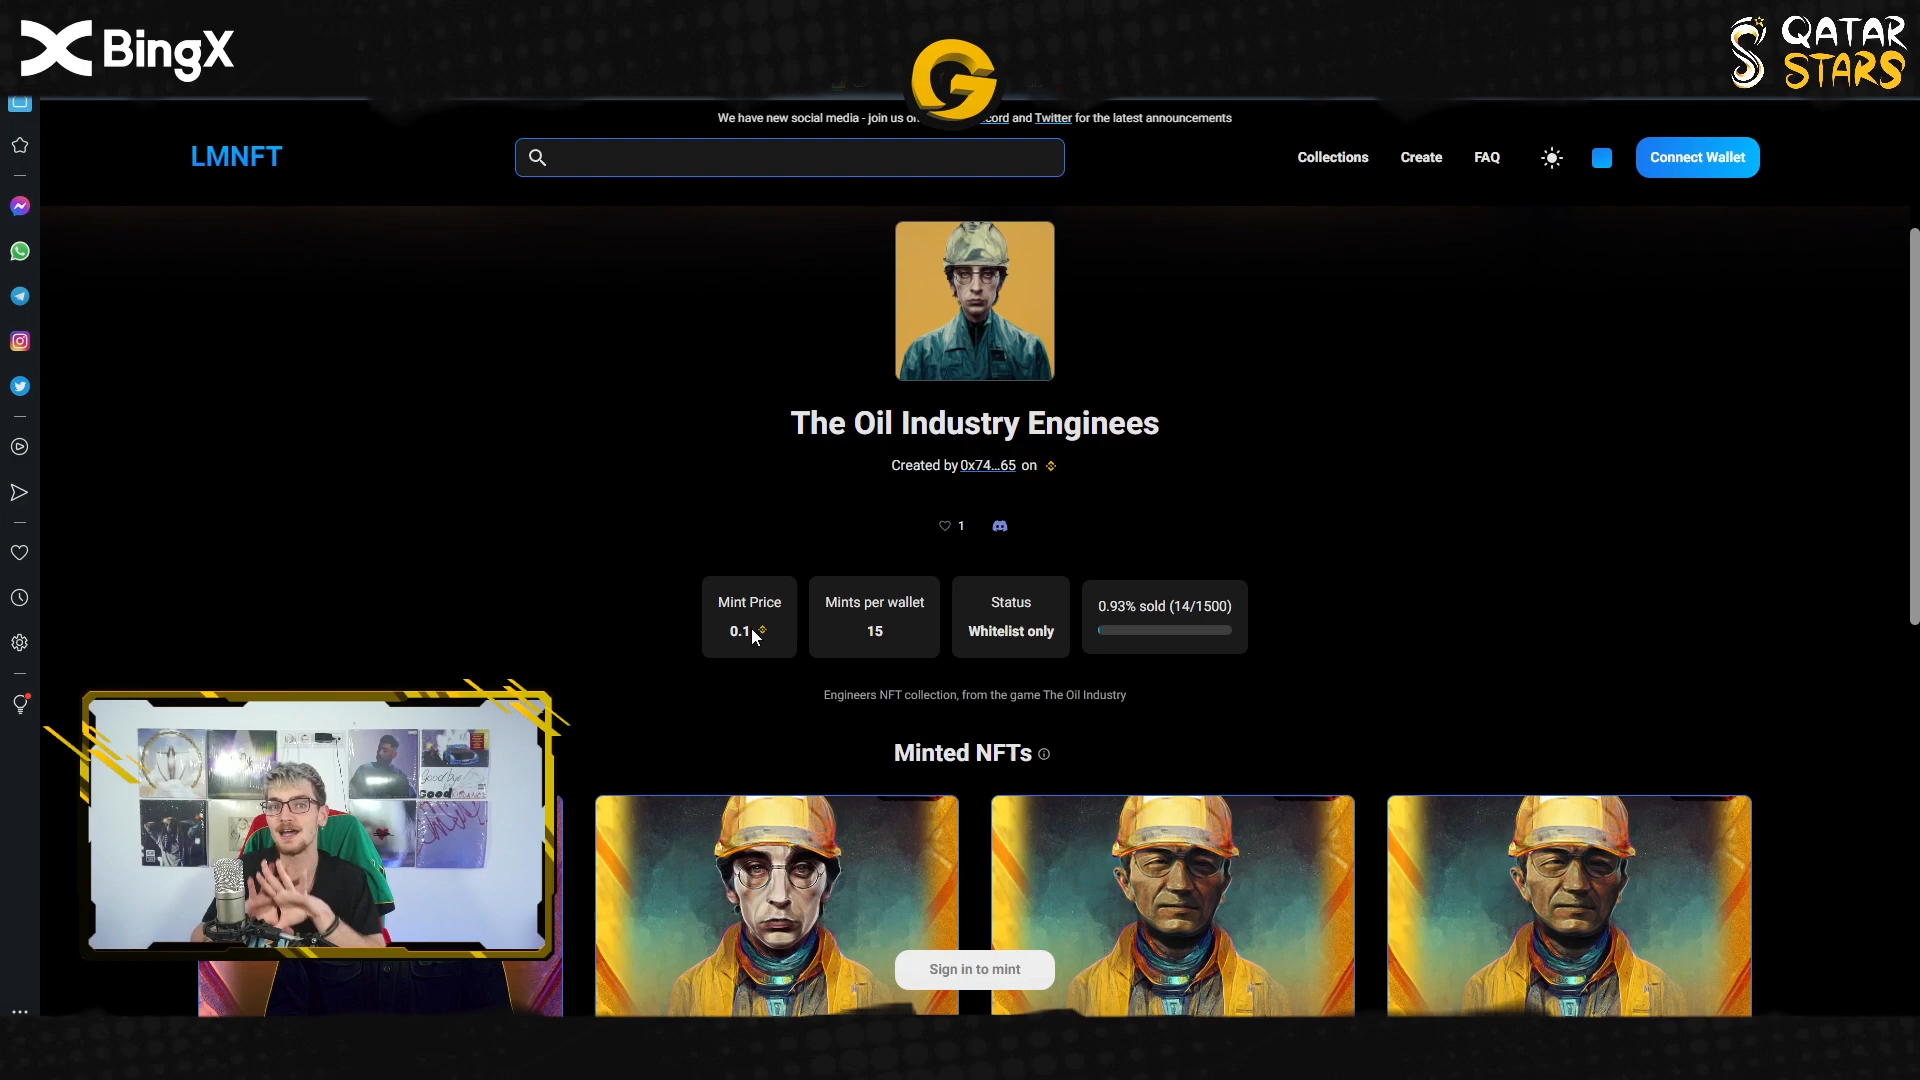 BingX
G
QATAR
STARS
We have new social media - join us on
cord and Twitter for the latest announcements
LMNFT
Collections
Create
FAQ
Connect Wallet
The Oil Industry Enginees
Created by 0x74...65 on
1
Mint Price
0.1
Mints per wallet
15
Status
Whitelist only
0.93% sold (14/1500)
Engineers NFT collection, from the game The Oil Industry
Minted NFTs
Goodbye
Good
Sign in to mint